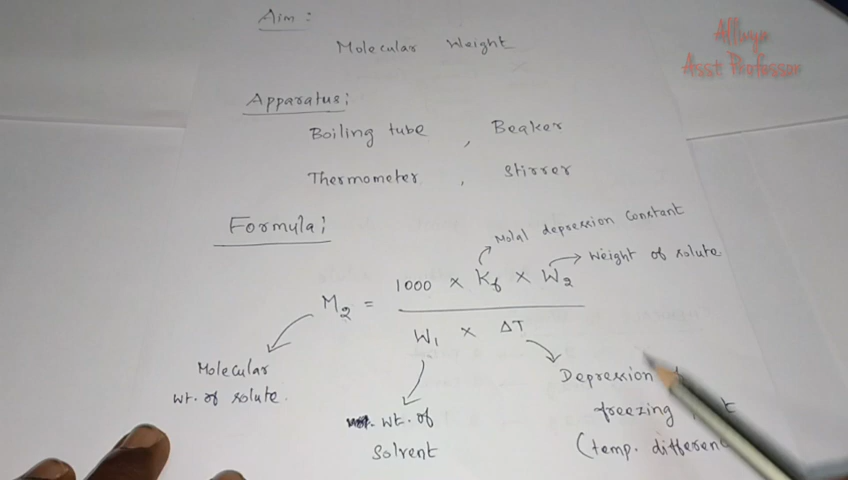 Aim:
Molecular Weight
Asst Professor
Apparatus:
Boiling tube , Beaker
Thermometer , Stirrer
Formula:
Molal depression constant
Weight of solute
M₂ = 1000 × Kf × W₂
W₁ × ΔT
Molecular
wt. of solute.
wt. of
Solvent
Depression
freezing
(temp. differen